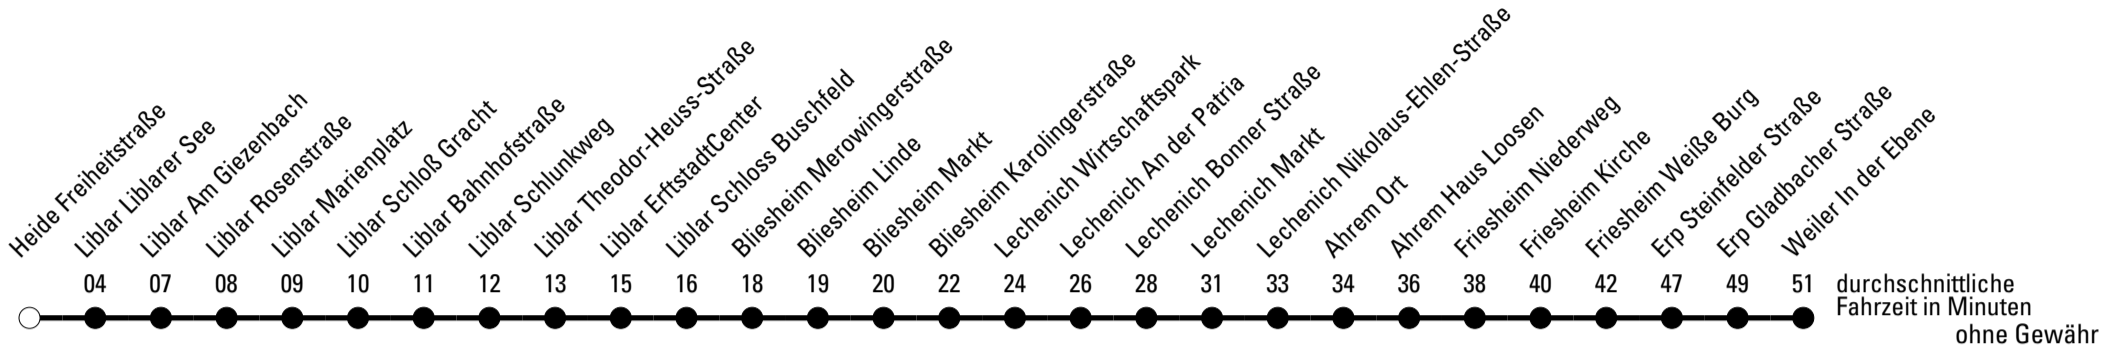 Heide Freiheitstraße
Liblar Liblarer See
Liblar Am Giezenbach
Liblar Rosenstraße
Liblar Marienplatz
Liblar Schloß Gracht
Liblar Bahnhofstraße
Liblar Schlunkweg
Liblar Theodor-Heuss-Straße
Liblar ErftstadtCenter
Liblar Schloss Buschfeld
Bliesheim Merowingerstraße
Bliesheim Linde
Bliesheim Markt
Bliesheim Karolingerstraße
Lechenich Wirtschaftspark
Lechenich An der Patria
Lechenich Bonner Straße
Lechenich Markt
Lechenich Nikolaus-Ehlen-Straße
Ahrem Ort
Ahrem Haus Loosen
Friesheim Niederweg
Friesheim Kirche
Friesheim Weiße Burg
Erp Steinfelder Straße
Erp Gladbacher Straße
Weiler In der Ebene
04 07 08 09 10 11 12 13 15 16 18 19 20 22 24 26 28 31 33 34 36 38 40 42 47 49 51 durchschnittliche
Fahrzeit in Minuten
ohne Gewähr